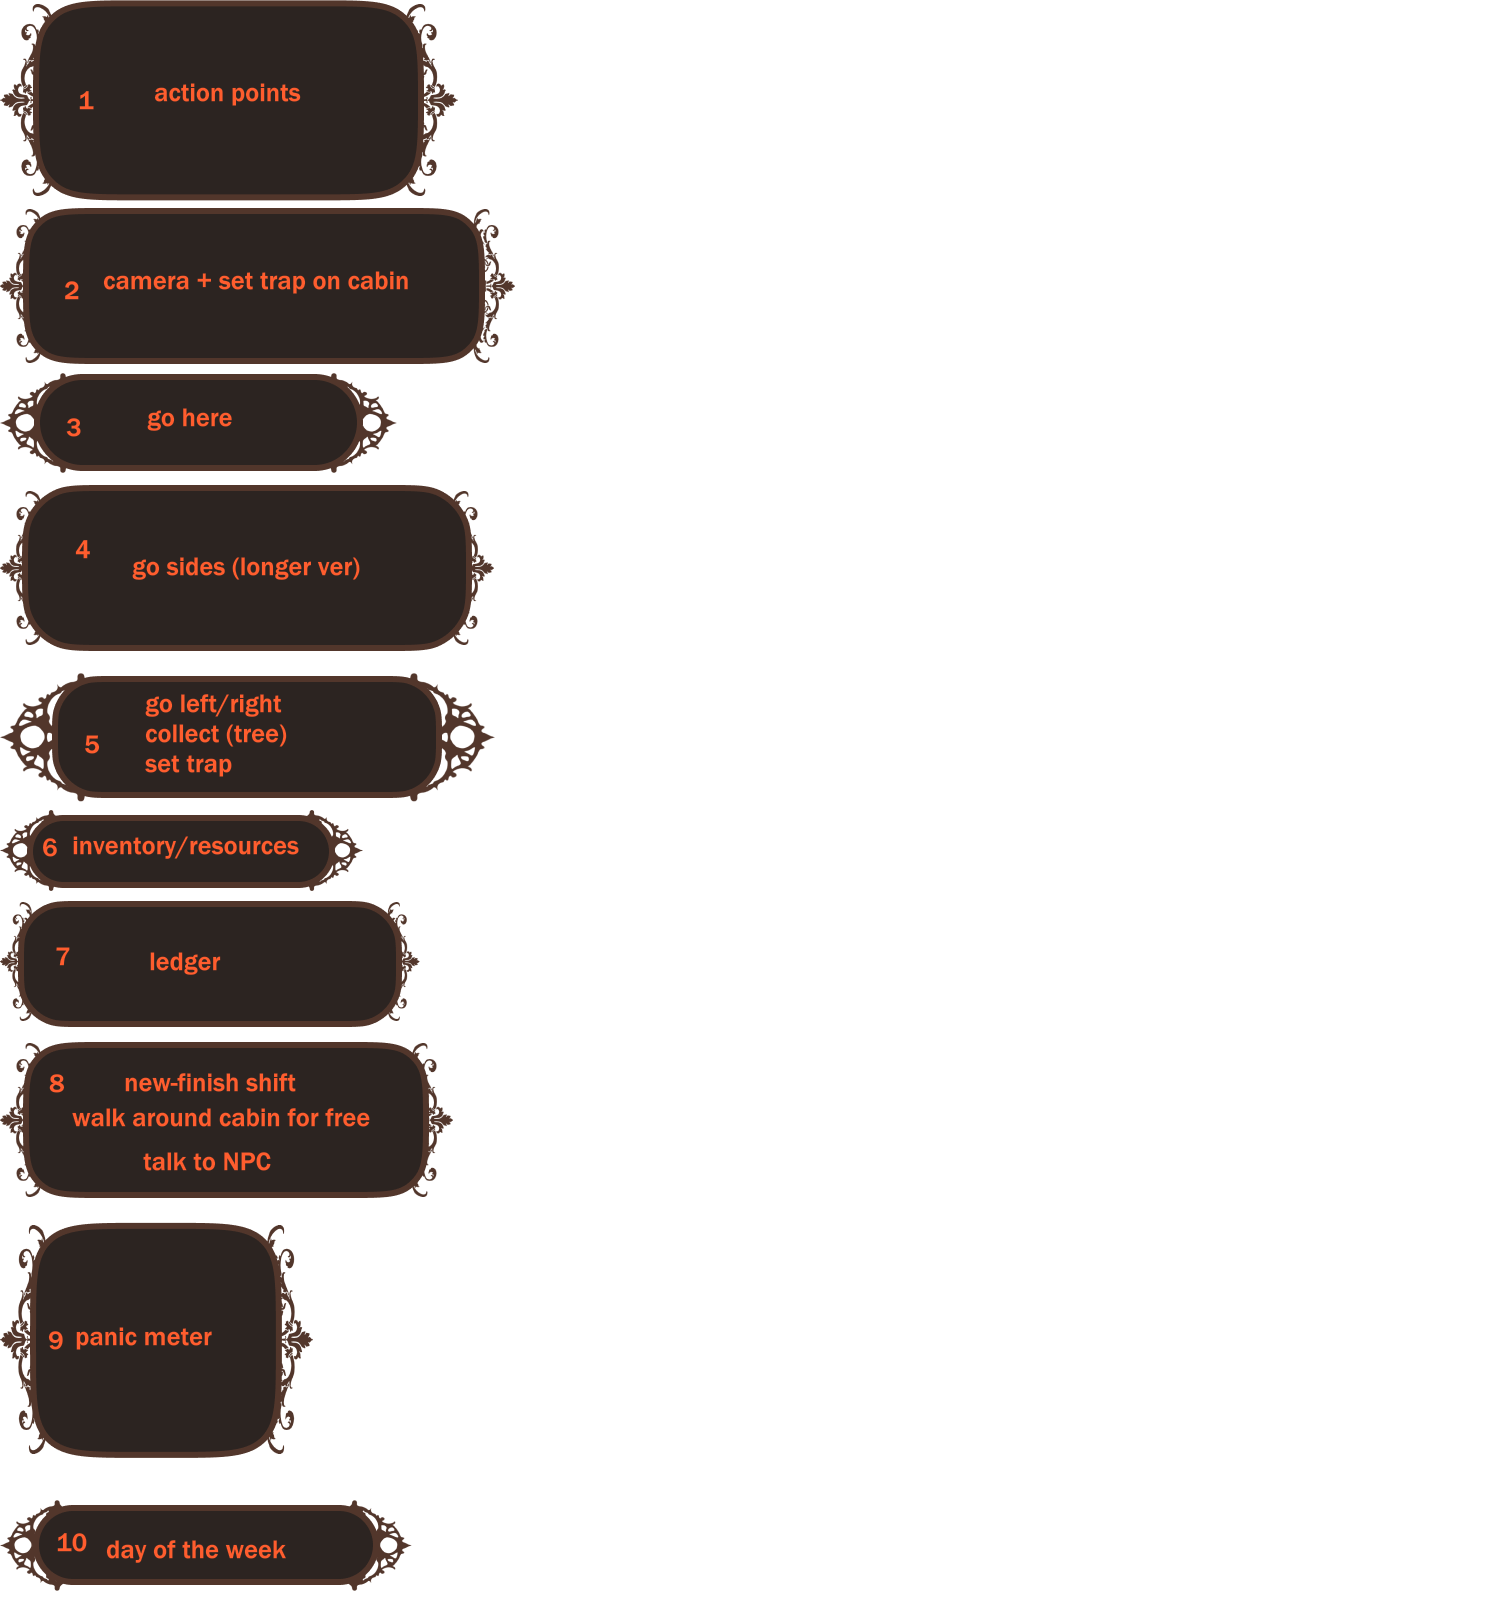 1 action points
2 camera + set trap on cabin
3 go here
4 go sides (longer ver)
go left/right
collect (tree)
5 set trap
6 inventory/resources
7 ledger
8 new-finish shift
walk around cabin for free
talk to NPC
9 panic meter
10 day of the week